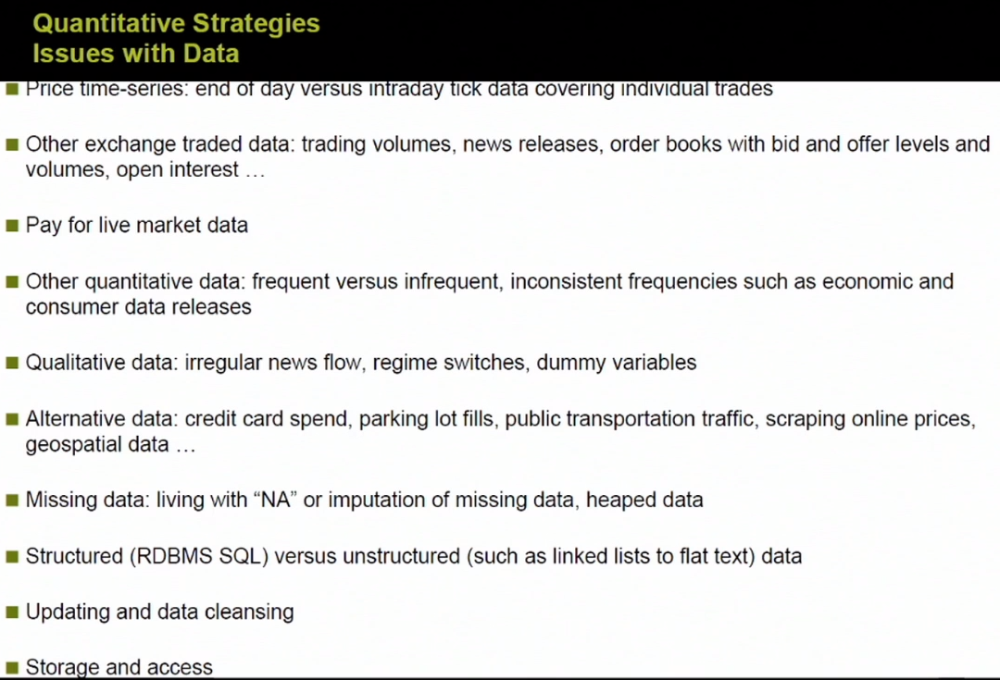 Quantitative Strategies
Issues with Data
Price time-series: end of day versus intraday tick data covering individual trades
Other exchange traded data: trading volumes, news releases, order books with bid and offer levels and
volumes, open interest …
Pay for live market data
Other quantitative data: frequent versus infrequent, inconsistent frequencies such as economic and
consumer data releases
Qualitative data: irregular news flow, regime switches, dummy variables
Alternative data: credit card spend, parking lot fills, public transportation traffic, scraping online prices,
geospatial data …
Missing data: living with “NA” or imputation of missing data, heaped data
Structured (RDBMS SQL) versus unstructured (such as linked lists to flat text) data
Updating and data cleansing
Storage and access